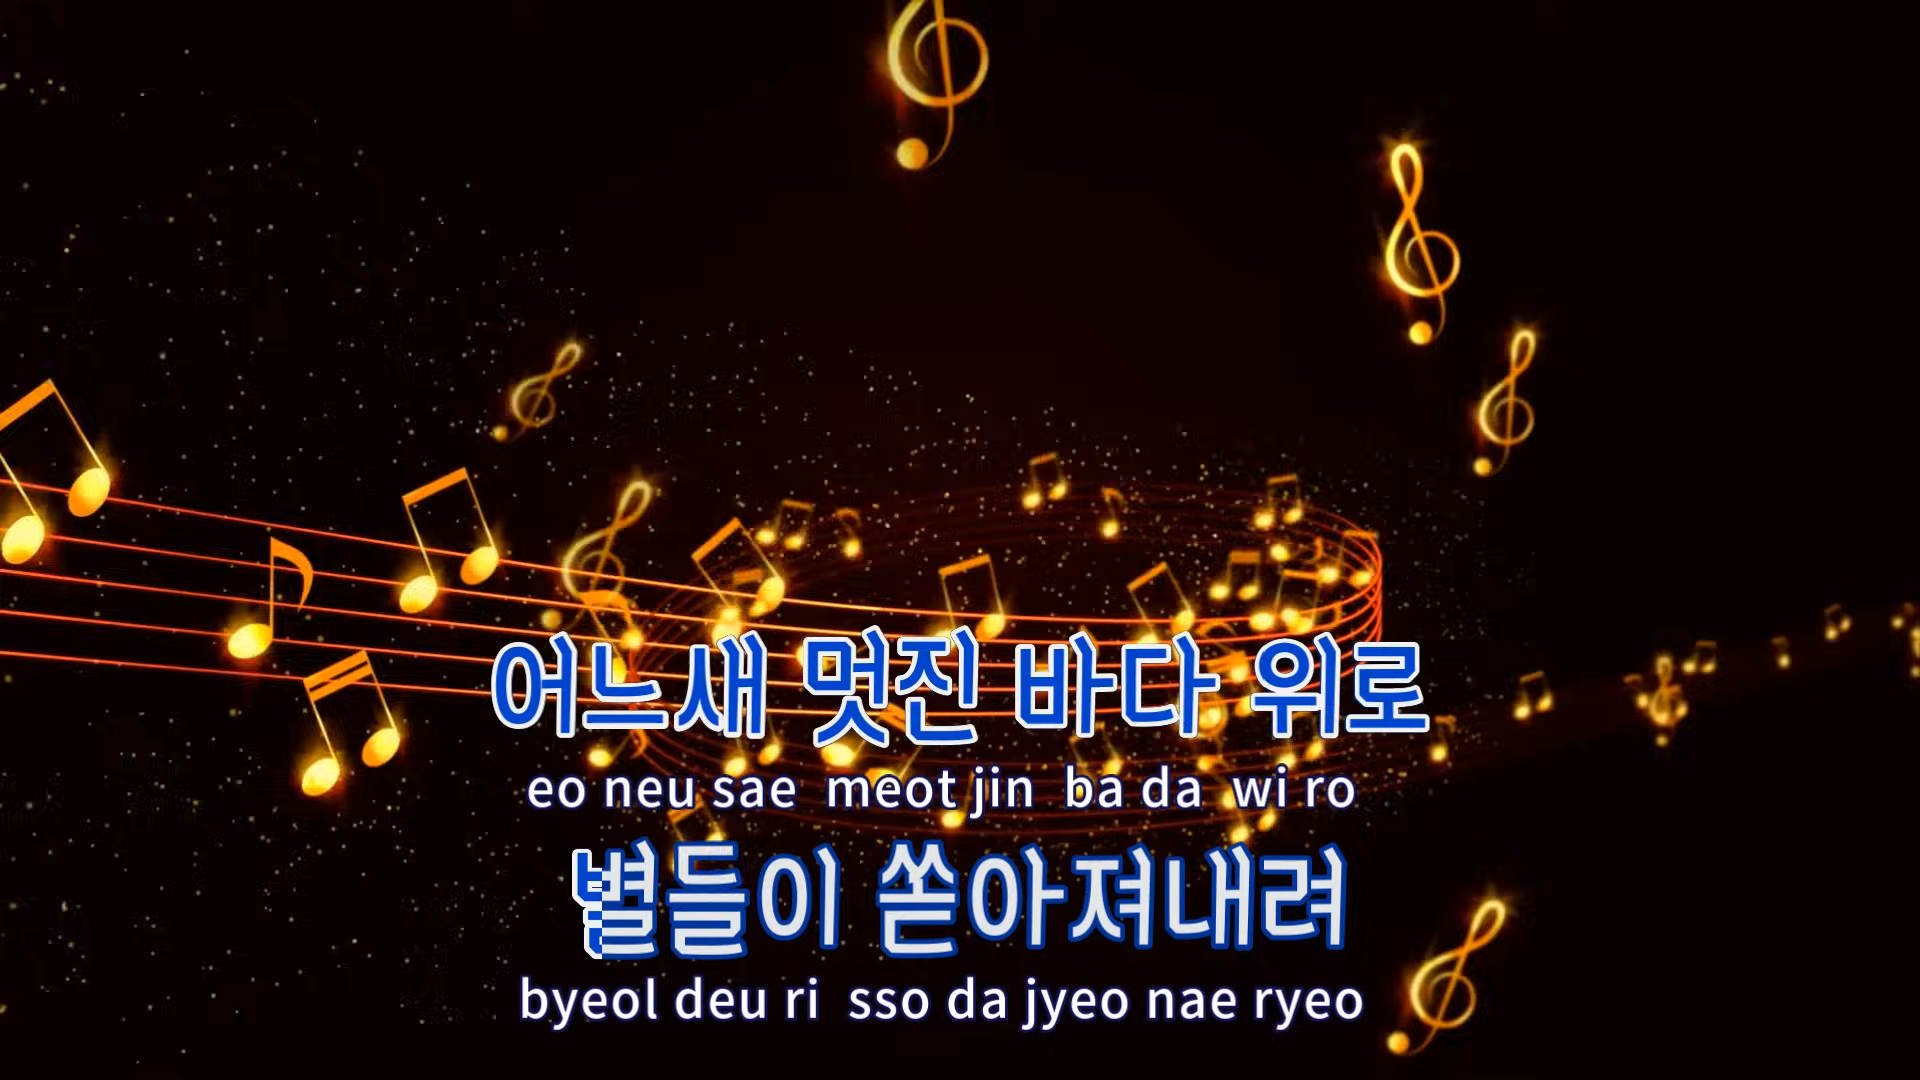 어느새 멋진 바다 위로
eo neu sae meot jin ba da wi ro
별들이 쏟아져내려
byeol deu ri sso da jyeo nae ryeo